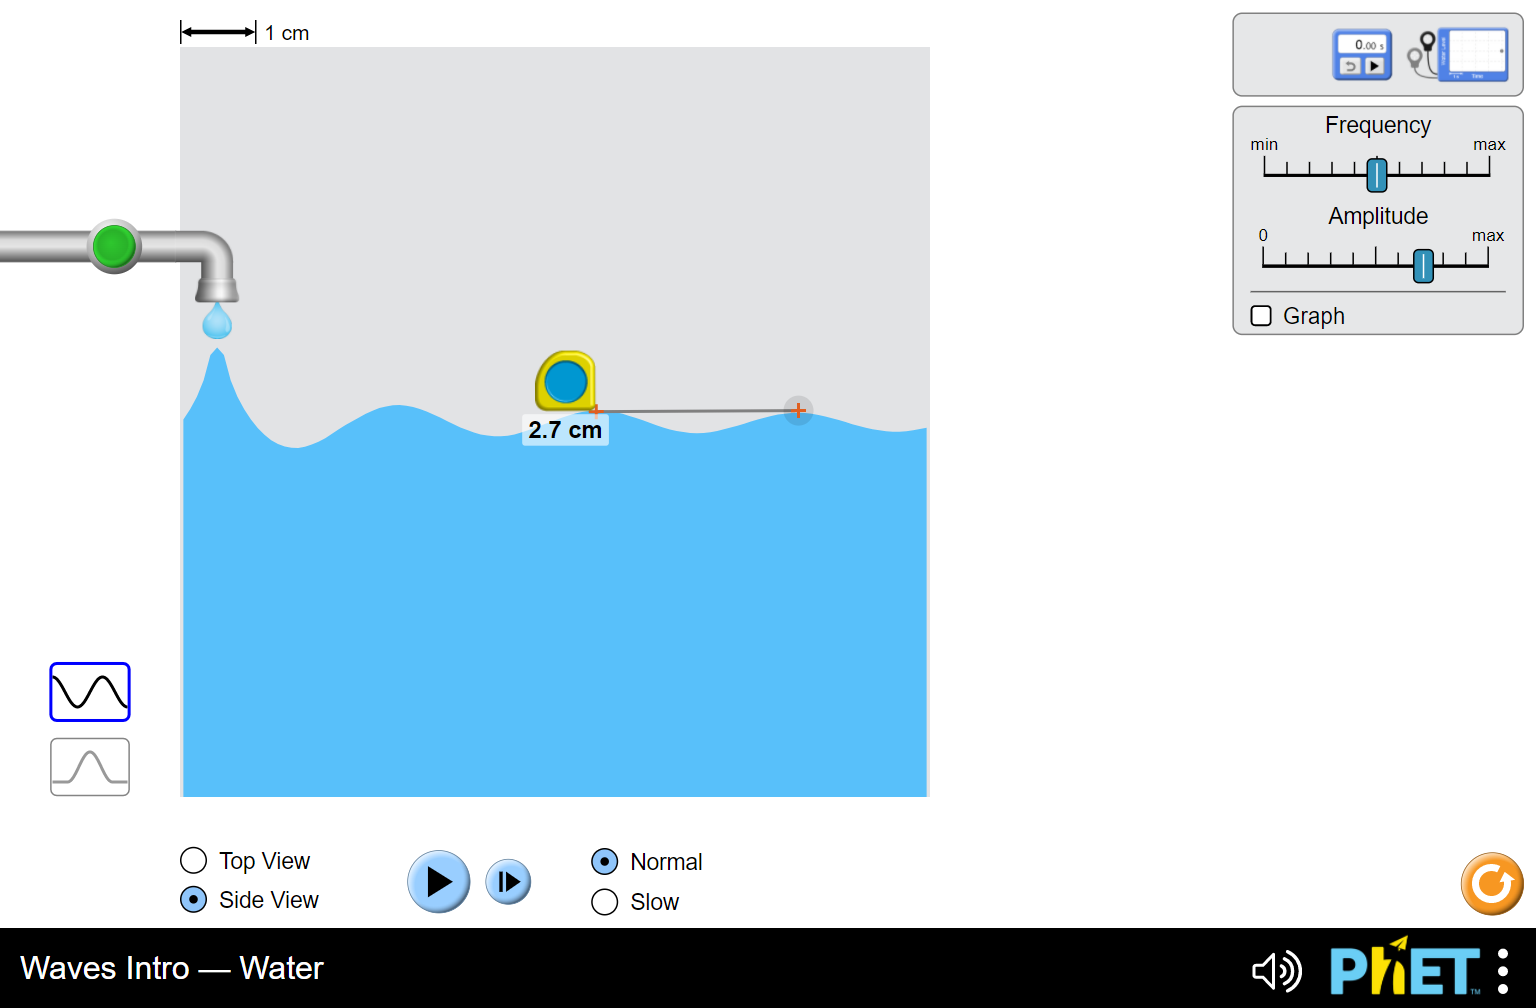 1 cm
0.00 s
Frequency
min max
Amplitude
0 max
Graph
2.7 cm
Top View
Side View
Normal
Slow
Waves Intro — Water
PhET™